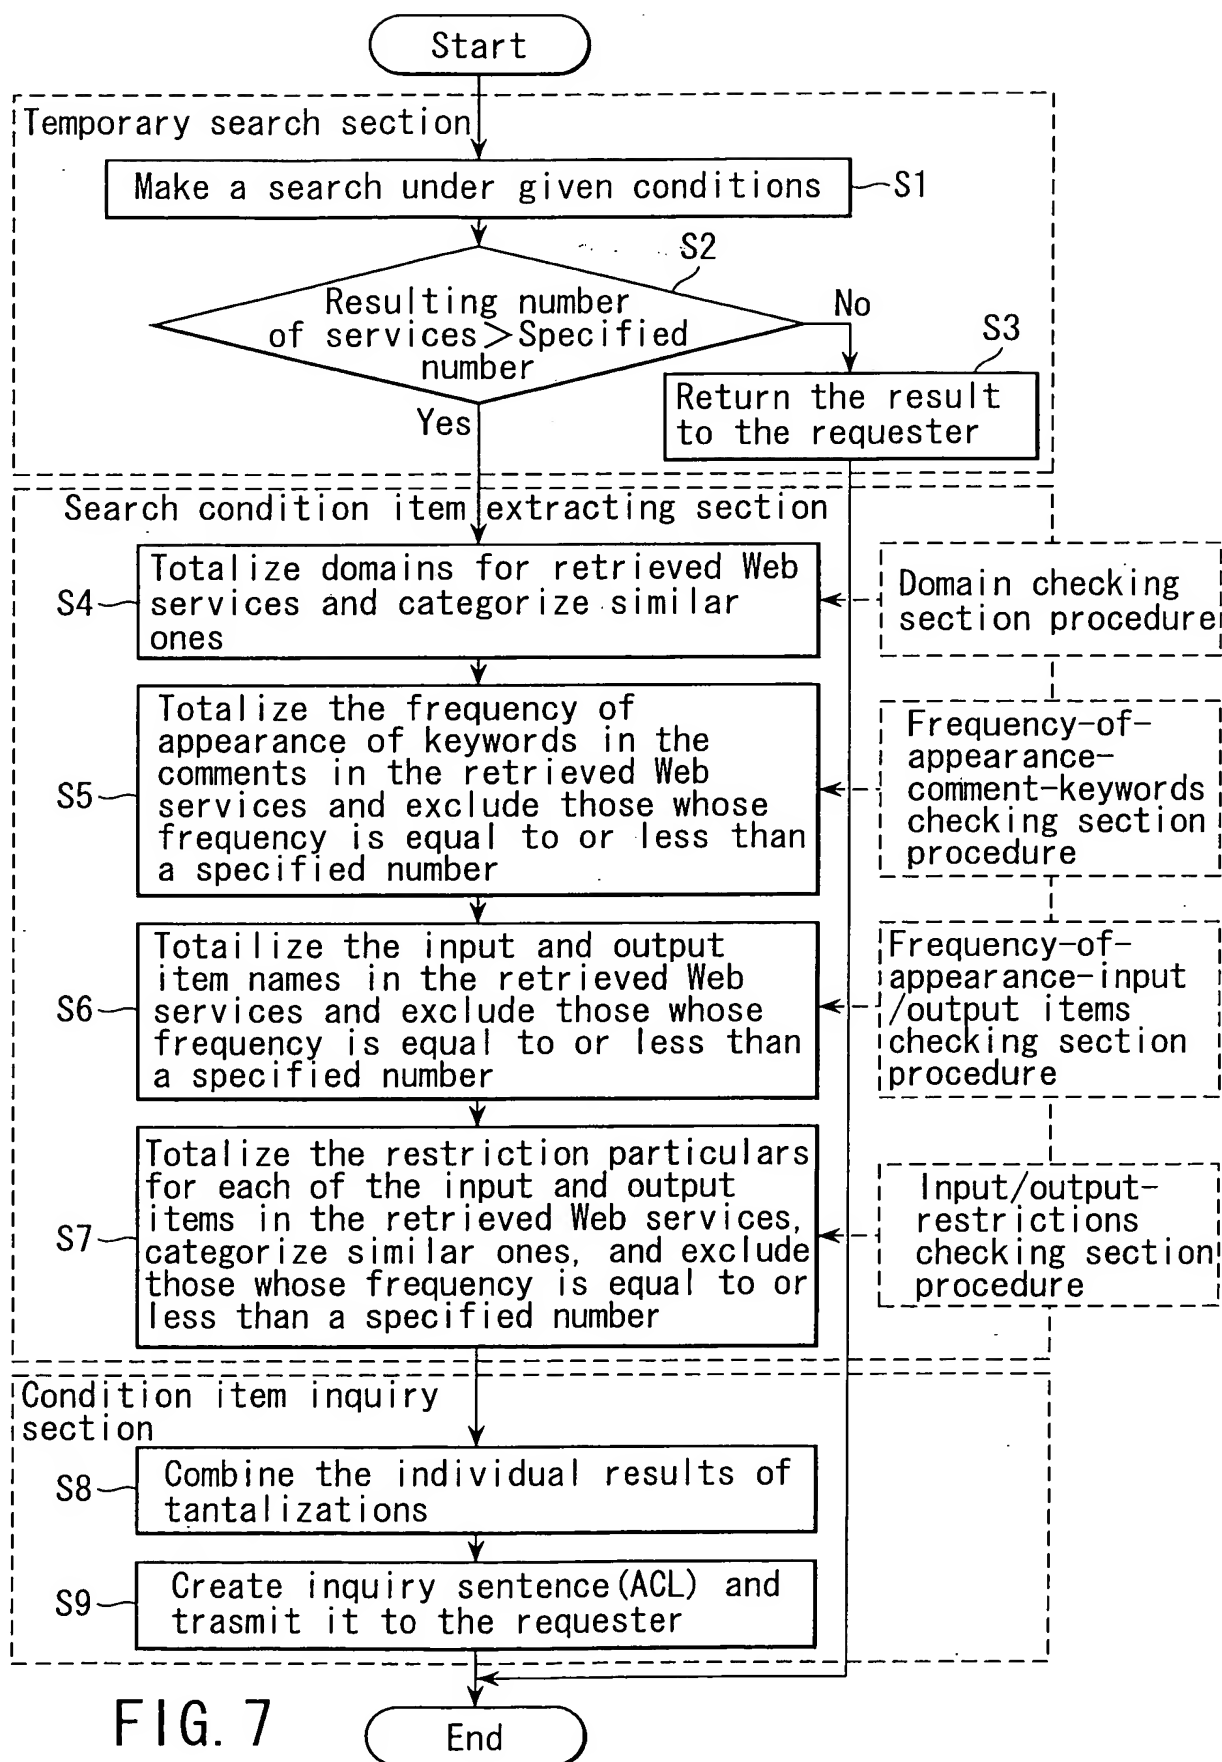 Start
Temporary search section
Make a search under given conditions
S1
S2
Resulting number
of services>Specified
number
No
Yes
S3
Return the result
to the requester
Search condition item extracting section
S4
Totalize domains for retrieved Web
services and categorize similar
ones
Domain checking
section procedure
S5
Totalize the frequency of
appearance of keywords in the
comments in the retrieved Web
services and exclude those whose
frequency is equal to or less than
a specified number
Frequency-of-
appearance-
comment-keywords
checking section
procedure
S6
Totailize the input and output
item names in the retrieved Web
services and exclude those whose
frequency is equal to or less than
a specified number
Frequency-of-
appearance-input
/output items
checking section
procedure
S7
Totalize the restriction particulars
for each of the input and output
items in the retrieved Web services,
categorize similar ones, and exclude
those whose frequency is equal to or
less than a specified number
Input/output-
restrictions
checking section
procedure
Condition item inquiry
section
S8
Combine the individual results of
tantalizations
S9
Create inquiry sentence(ACL) and
trasmit it to the requester
End
FIG. 7